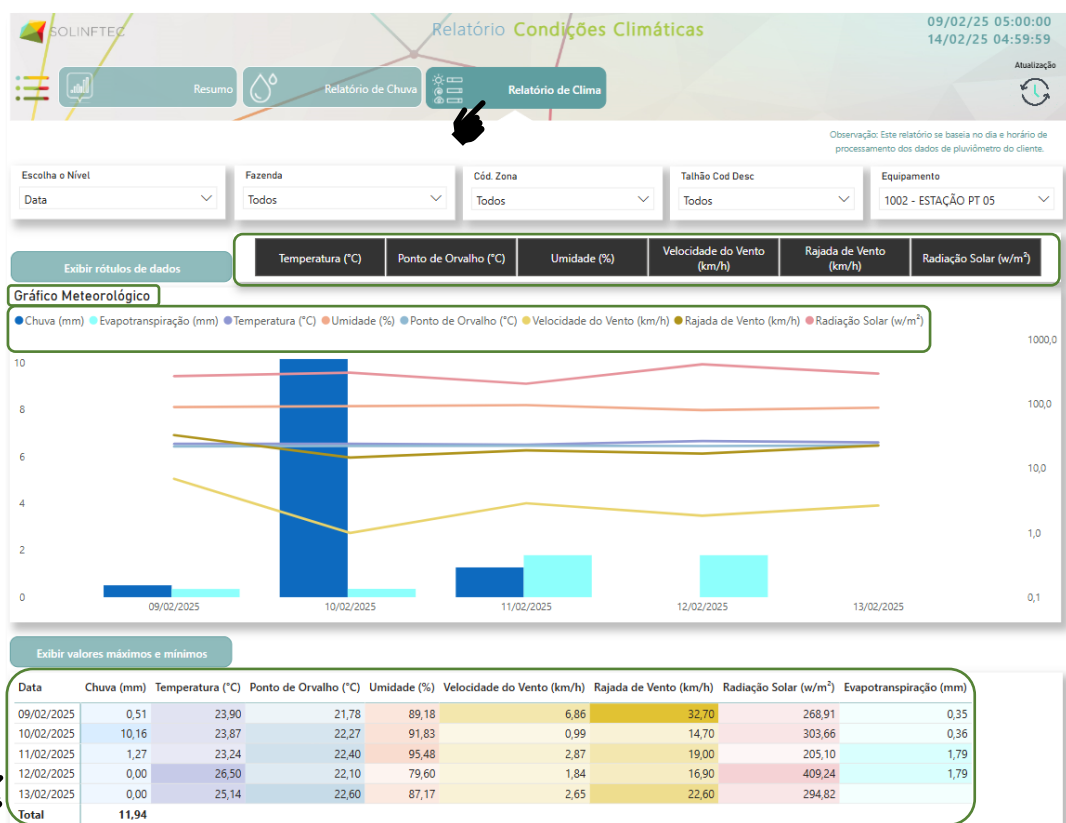 SOLINFTEC
Relatório Condições Climáticas
09/02/25 05:00:00
14/02/25 04:59:59
Atualização
Resumo
Relatório de Chuva
Relatório de Clima
Observação: Este relatório se baseia no dia e horário de
processamento dos dados de pluviômetro do cliente.
Escolha o Nível
Data
Fazenda
Todos
Cód. Zona
Todos
Talhão Cod Desc
Todos
Equipamento
1002 - ESTAÇÃO PT 05
Exibir rótulos de dados
Temperatura (°C)
Ponto de Orvalho (°C)
Umidade (%)
Velocidade do Vento
(km/h)
Rajada de Vento
(km/h)
Radiação Solar (w/m²)
Gráfico Meteorológico
Chuva (mm) Evapotranspiração (mm) Temperatura (°C) Umidade (%) Ponto de Orvalho (°C) Velocidade do Vento (km/h) Rajada de Vento (km/h) Radiação Solar (w/m²)
10
8
6
4
2
0
1000,0
100,0
10,0
1,0
0,1
09/02/2025 10/02/2025 11/02/2025 12/02/2025 13/02/2025
Exibir valores máximos e mínimos
Data Chuva (mm) Temperatura (°C) Ponto de Orvalho (°C) Umidade (%) Velocidade do Vento (km/h) Rajada de Vento (km/h) Radiação Solar (w/m²) Evapotranspiração (mm)
09/02/2025 0,51 23,90 21,78 89,18 6,86 32,70 268,91 0,35
10/02/2025 10,16 23,87 22,27 91,83 0,99 14,70 303,66 0,36
11/02/2025 1,27 23,24 22,40 95,48 2,87 19,00 205,10 1,79
12/02/2025 0,00 26,50 22,10 79,60 1,84 16,90 409,24 1,79
13/02/2025 0,00 25,14 22,60 87,17 2,65 22,60 294,82
Total 11,94